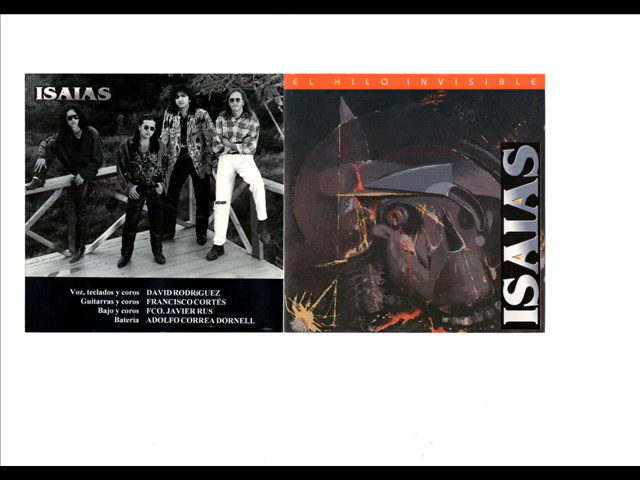 ISAIAS
Voz, teclados y coros DAVID RODRíGUEZ
Guitarras y coros FRANCISCO CORTÉS
Bajo y coros FCO. JAVIER RUS
Batería ADOLFO CORREA DORNELL
EL HILO INVISIBLE
ISAIAS